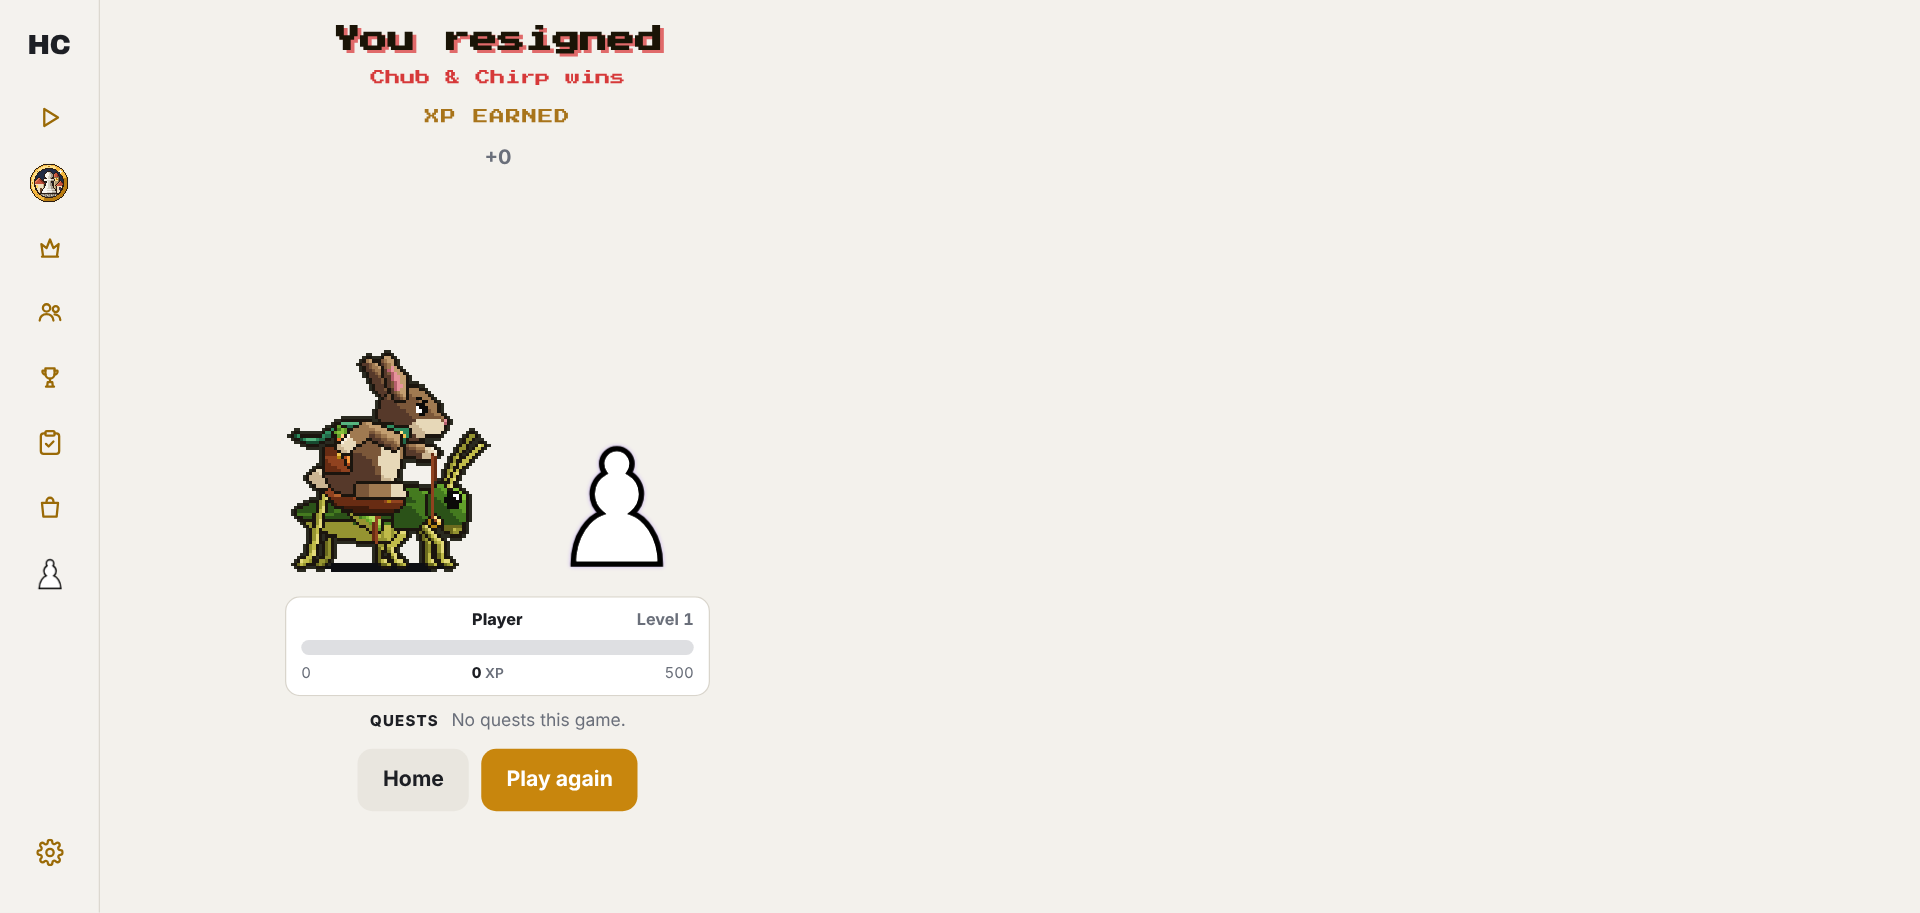 HC
You resigned
Chub & Chirp wins
XP EARNED
+0
Player Level 1
0 0 XP 500
QUESTS No quests this game.
Home Play again